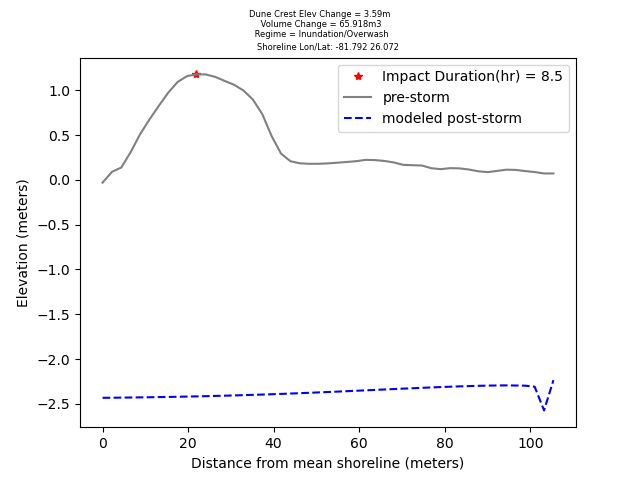 Dune Crest Elev Change = 3.59m
Volume Change = 65.918m3
Regime = Inundation/Overwash
Shoreline Lon/Lat: -81.792 26.072
Impact Duration(hr) = 8.5
pre-storm
modeled post-storm
1.0
0.5
0.0
−0.5
−1.0
−1.5
−2.0
−2.5
Elevation (meters)
0 20 40 60 80 100
Distance from mean shoreline (meters)